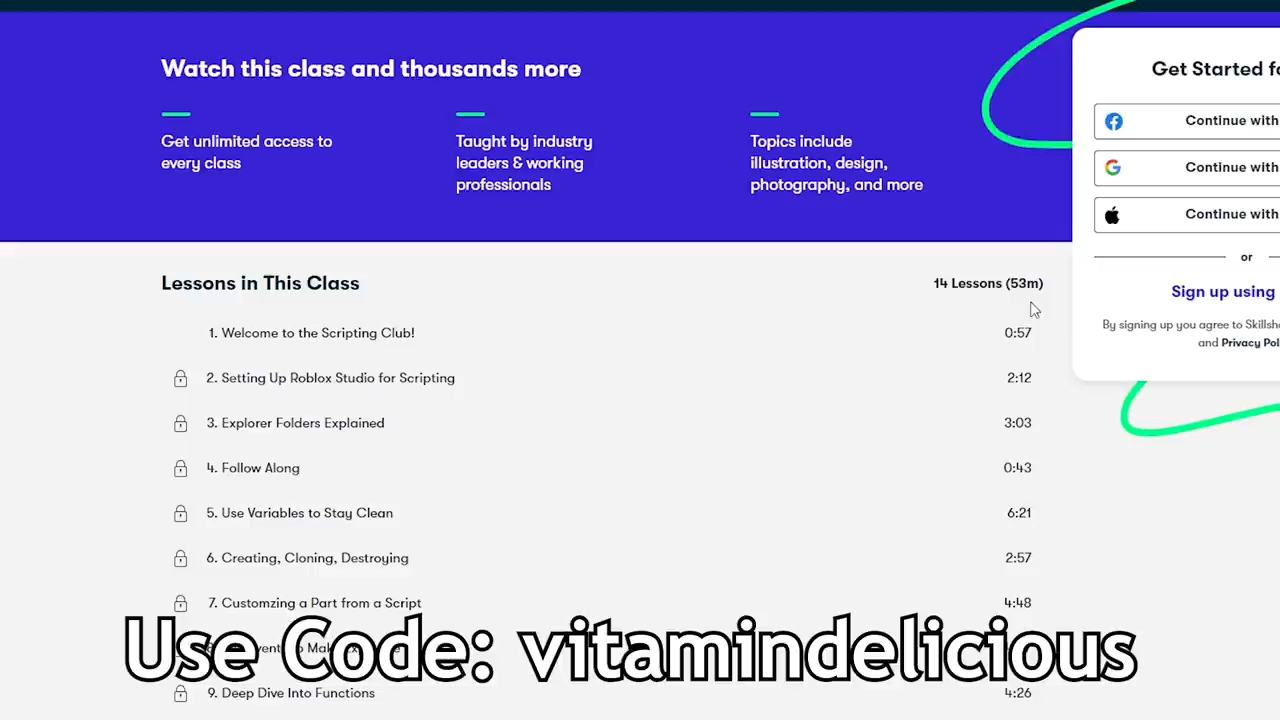 Watch this class and thousands more
Get unlimited access to
every class
Taught by industry
leaders & working
professionals
Topics include
illustration, design,
photography, and more
Get Started fo
Continue with
Continue with
Continue with
or
Sign up using
By signing up you agree to Skillsha
and Privacy Pol
Lessons in This Class
14 Lessons (53m)
1. Welcome to the Scripting Club! 0:57
2. Setting Up Roblox Studio for Scripting 2:12
3. Explorer Folders Explained 3:03
4. Follow Along 0:43
5. Use Variables to Stay Clean 6:21
6. Creating, Cloning, Destroying 2:57
7. Customzing a Part from a Script 4:48
Use Code: vitamindelicious
9. Deep Dive Into Functions 4:26